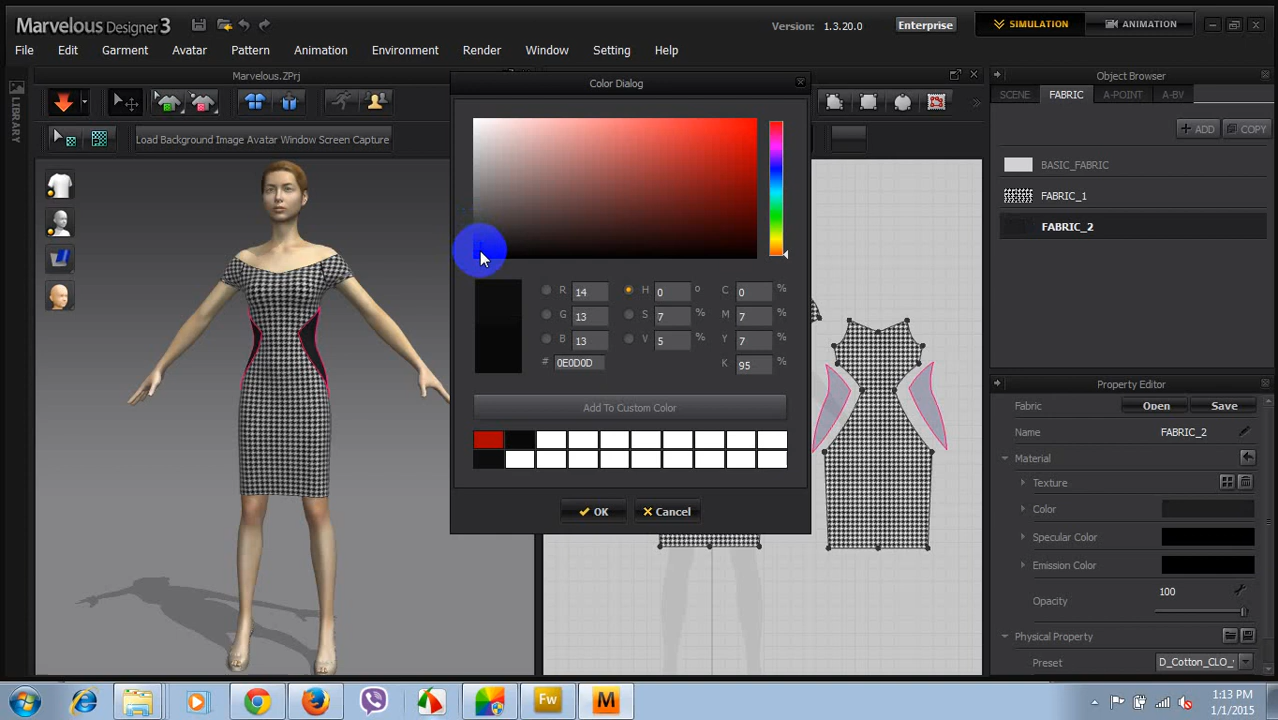 Marvelous Designer 3
Version: 1.3.20.0
Enterprise
SIMULATION
ANIMATION
File Edit Garment Avatar Pattern Animation Environment Render Window Setting Help
LIBRARY
Marvelous.ZPrj
Load Background Image Avatar Window Screen Capture
Color Dialog
R 14 H 0 ° C 0 %
G 13 S 7 % M 7 %
B 13 V 5 % Y 7 %
# 0E0D0D K 95 %
Add To Custom Color
OK Cancel
Object Browser
SCENE FABRIC A-POINT A-BV
+ ADD COPY
BASIC_FABRIC
FABRIC_1
FABRIC_2
Property Editor
Fabric Open Save
Name FABRIC_2
Material
Texture
Color
Specular Color
Emission Color
Opacity 100
Physical Property
Preset D_Cotton_CLO_
Fw
M
1:13 PM
1/1/2015